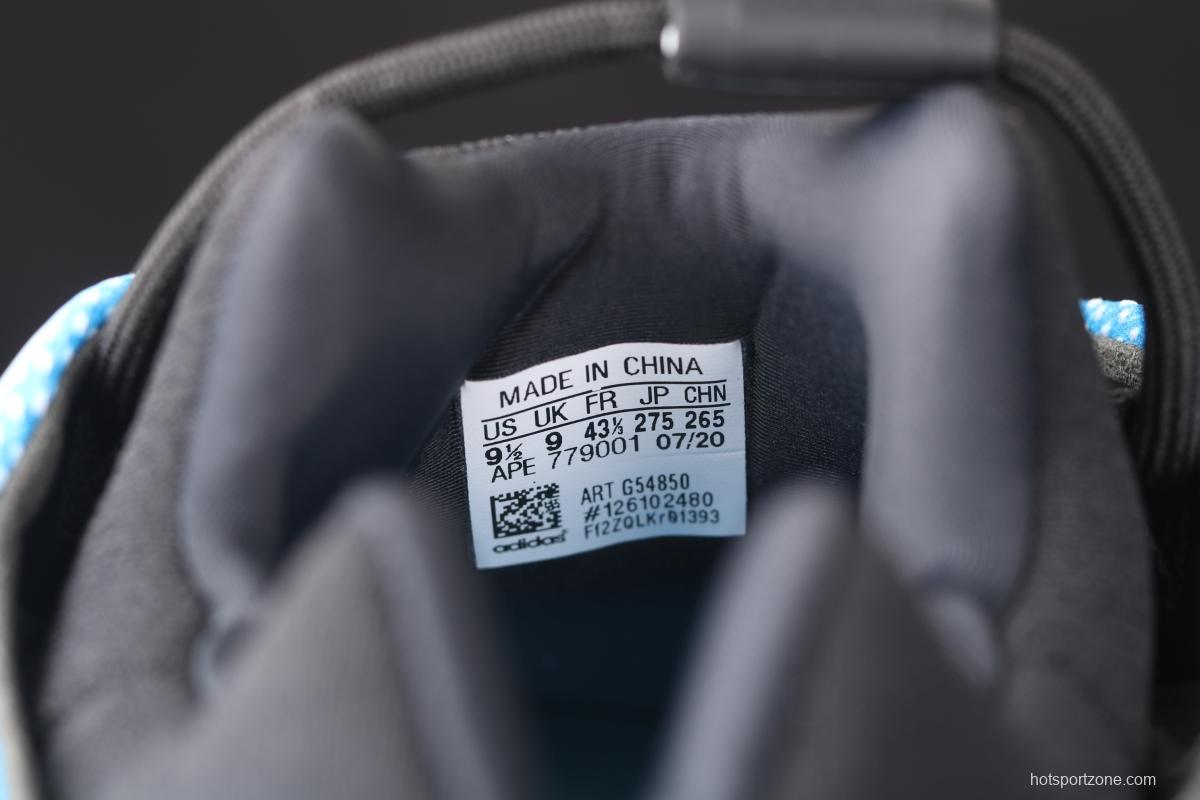 MADE IN CHINA
US UK FR JP CHN
9½ 9 43⅓ 275 265
APE 779001 07/20
ART G54850
#126102480
F12ZQLKr01393
adidas
hotsportzone.com